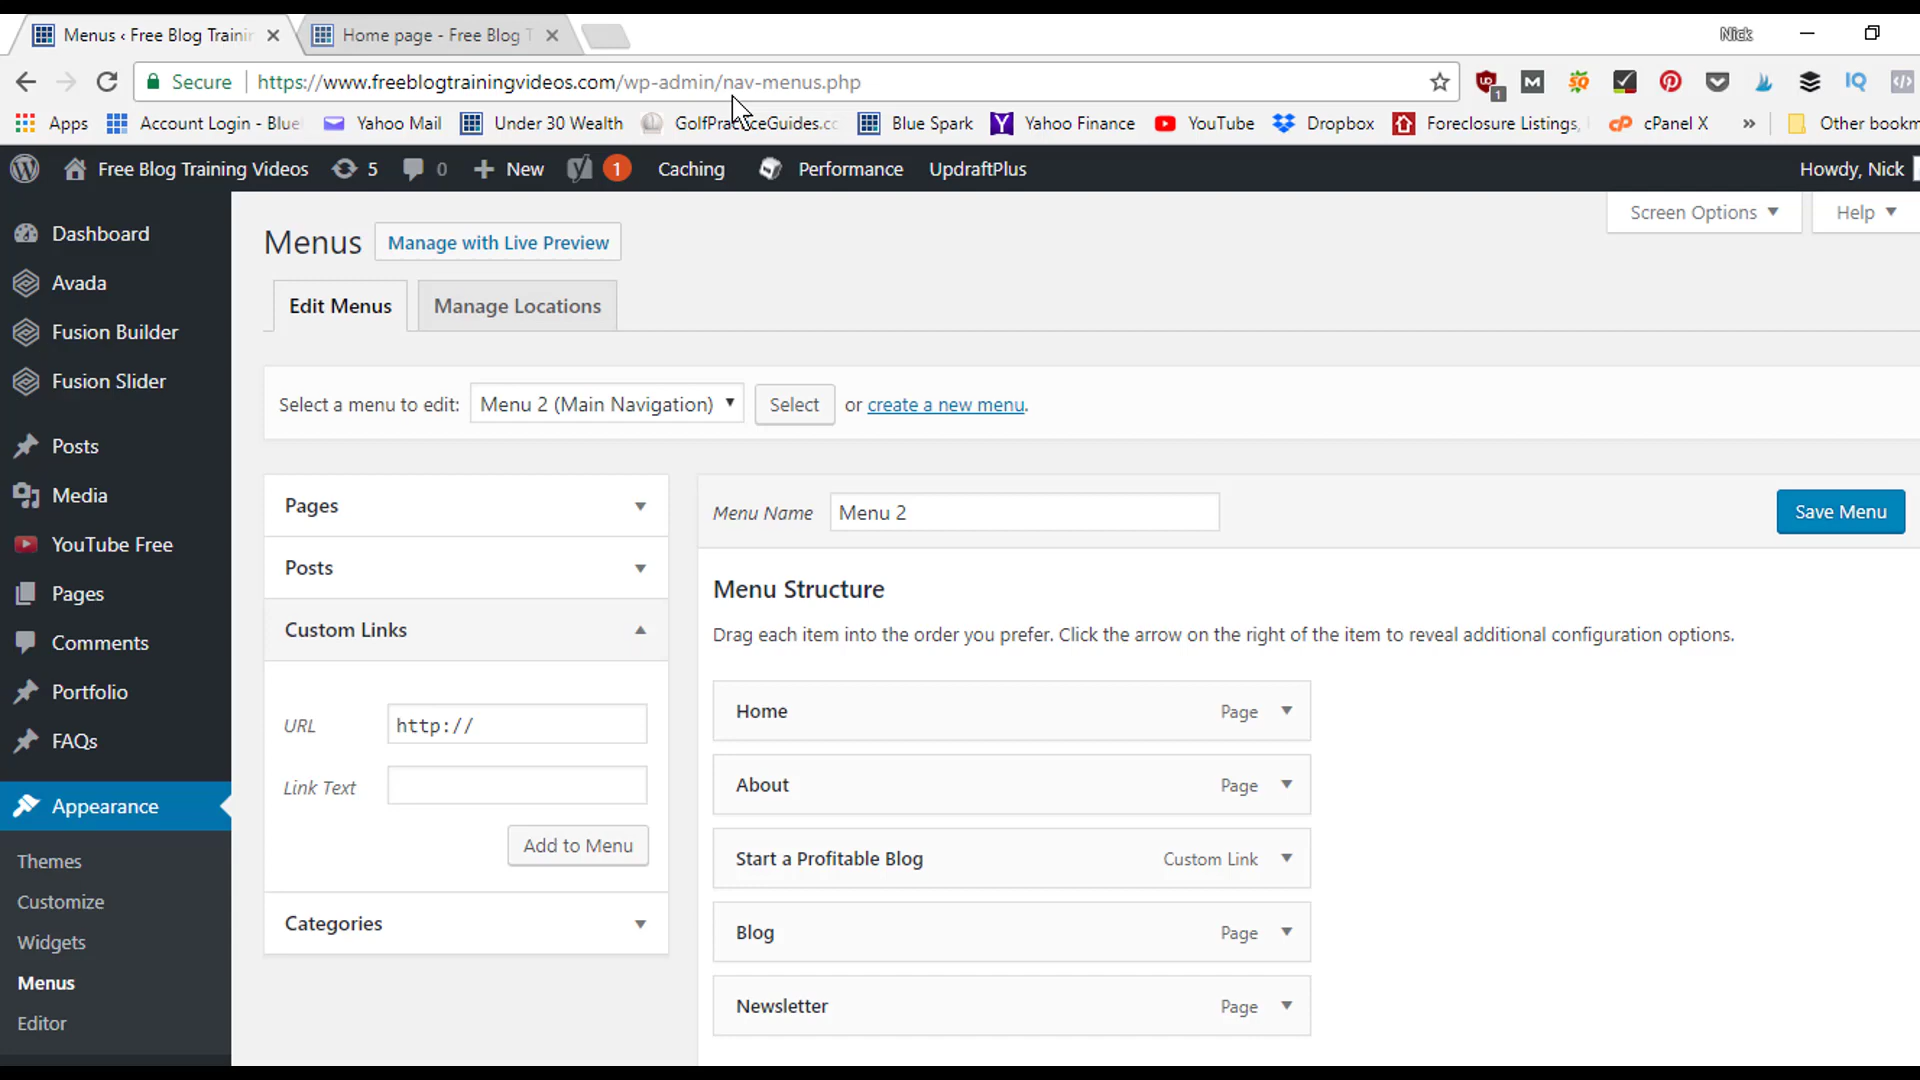 Menus ‹ Free Blog Trainin
Home page - Free Blog T
Nick
Secure
https://www.freeblogtrainingvideos.com/wp-admin/nav-menus.php
1
Apps
Account Login - Blue
Yahoo Mail
Under 30 Wealth
GolfPracticeGuides.co
Blue Spark
Yahoo Finance
YouTube
Dropbox
Foreclosure Listings,
cPanel X
»
Other bookm
Free Blog Training Videos
5
0
New
1
Caching
Performance
UpdraftPlus
Howdy, Nick
Dashboard
Avada
Fusion Builder
Fusion Slider
Posts
Media
YouTube Free
Pages
Comments
Portfolio
FAQs
Appearance
Themes
Customize
Widgets
Menus
Editor
Screen Options
Help
Menus
Manage with Live Preview
Edit Menus
Manage Locations
Select a menu to edit: Menu 2 (Main Navigation) Select or create a new menu.
Pages
Posts
Custom Links
URL http://
Link Text
Add to Menu
Categories
Menu Name Menu 2
Save Menu
Menu Structure
Drag each item into the order you prefer. Click the arrow on the right of the item to reveal additional configuration options.
Home Page
About Page
Start a Profitable Blog Custom Link
Blog Page
Newsletter Page